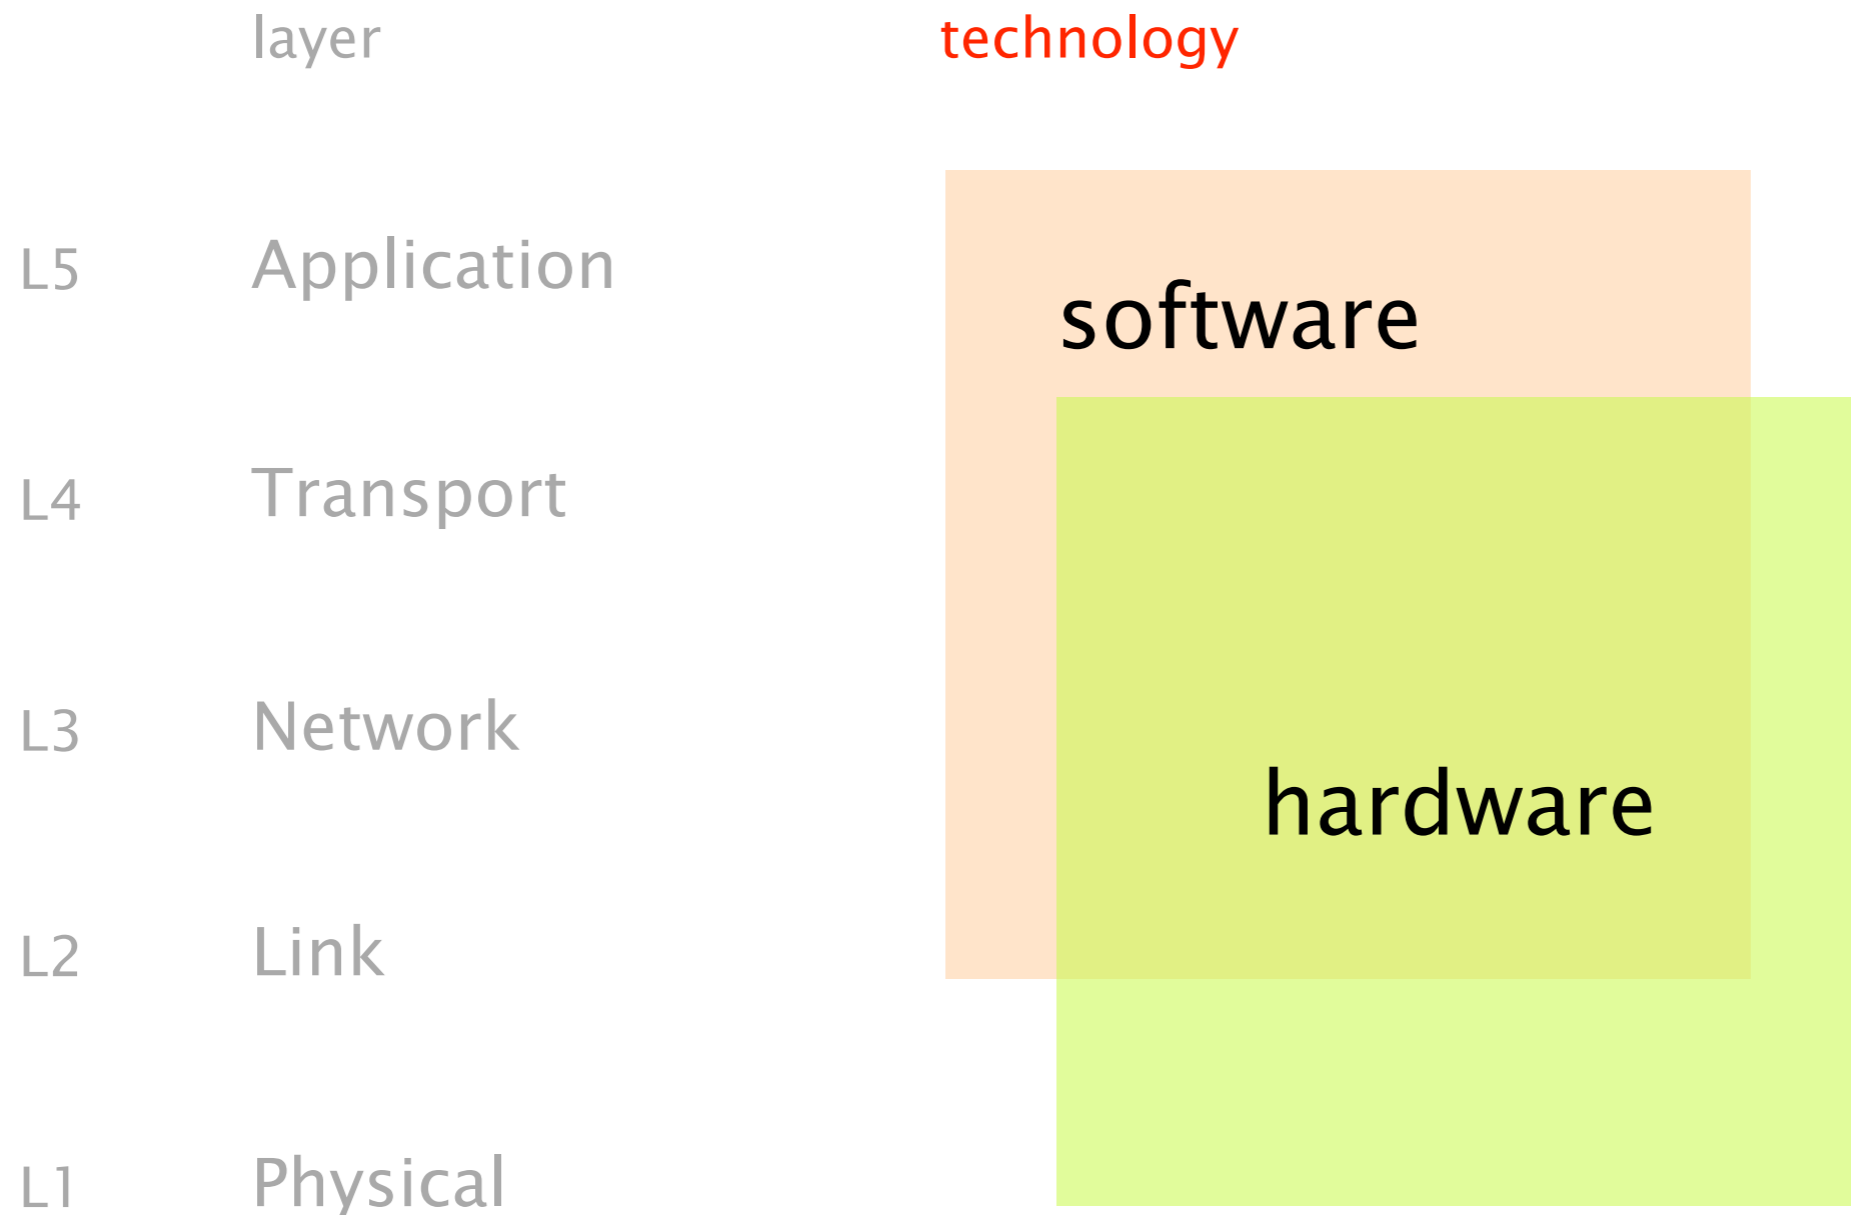 layer technology
L5 Application
software
L4 Transport
L3 Network
hardware
L2 Link
L1 Physical